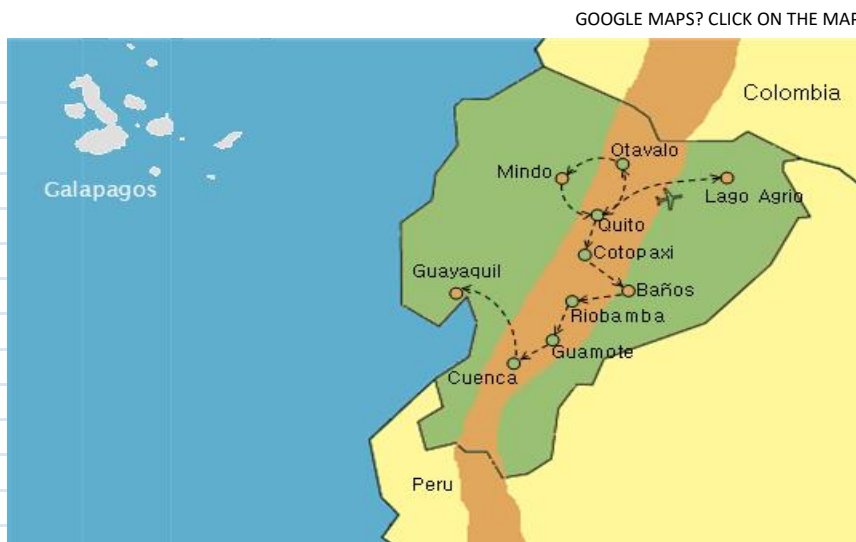 GOOGLE MAPS? CLICK ON THE MAP
Colombia
Otavalo
Mindo
Galapagos
Lago Agrio
Quito
Cotopaxi
Guayaquil
Baños
Riobamba
Guamote
Cuenca
Peru